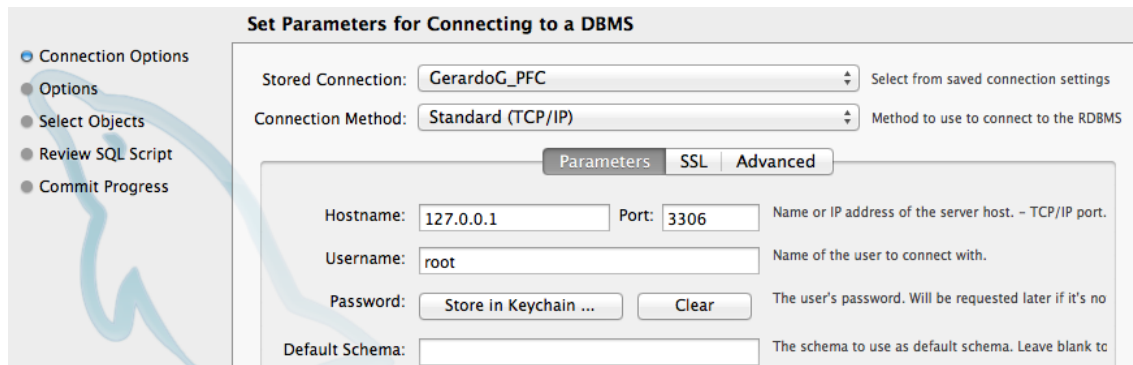 Set Parameters for Connecting to a DBMS
Connection Options
Options
Select Objects
Review SQL Script
Commit Progress
Stored Connection: GerardoG_PFC Select from saved connection settings
Connection Method: Standard (TCP/IP) Method to use to connect to the RDBMS
Parameters SSL Advanced
Hostname: 127.0.0.1 Port: 3306 Name or IP address of the server host. - TCP/IP port.
Username: root Name of the user to connect with.
Password: Store in Keychain ... Clear The user's password. Will be requested later if it's no
Default Schema: The schema to use as default schema. Leave blank to